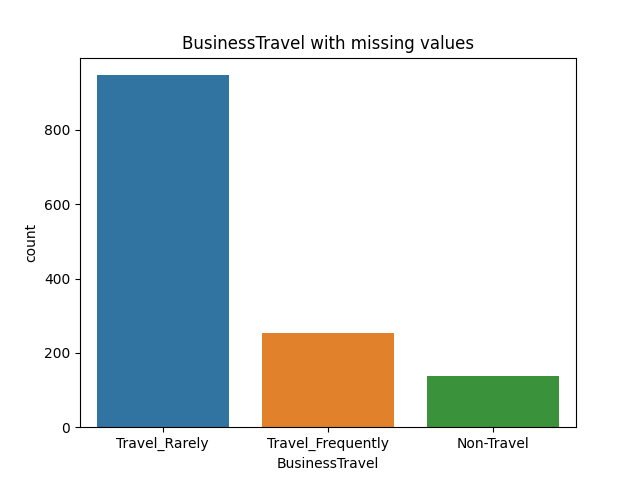 BusinessTravel with missing values
800
600
400
200
0
count
Travel_Rarely
Travel_Frequently
Non-Travel
BusinessTravel